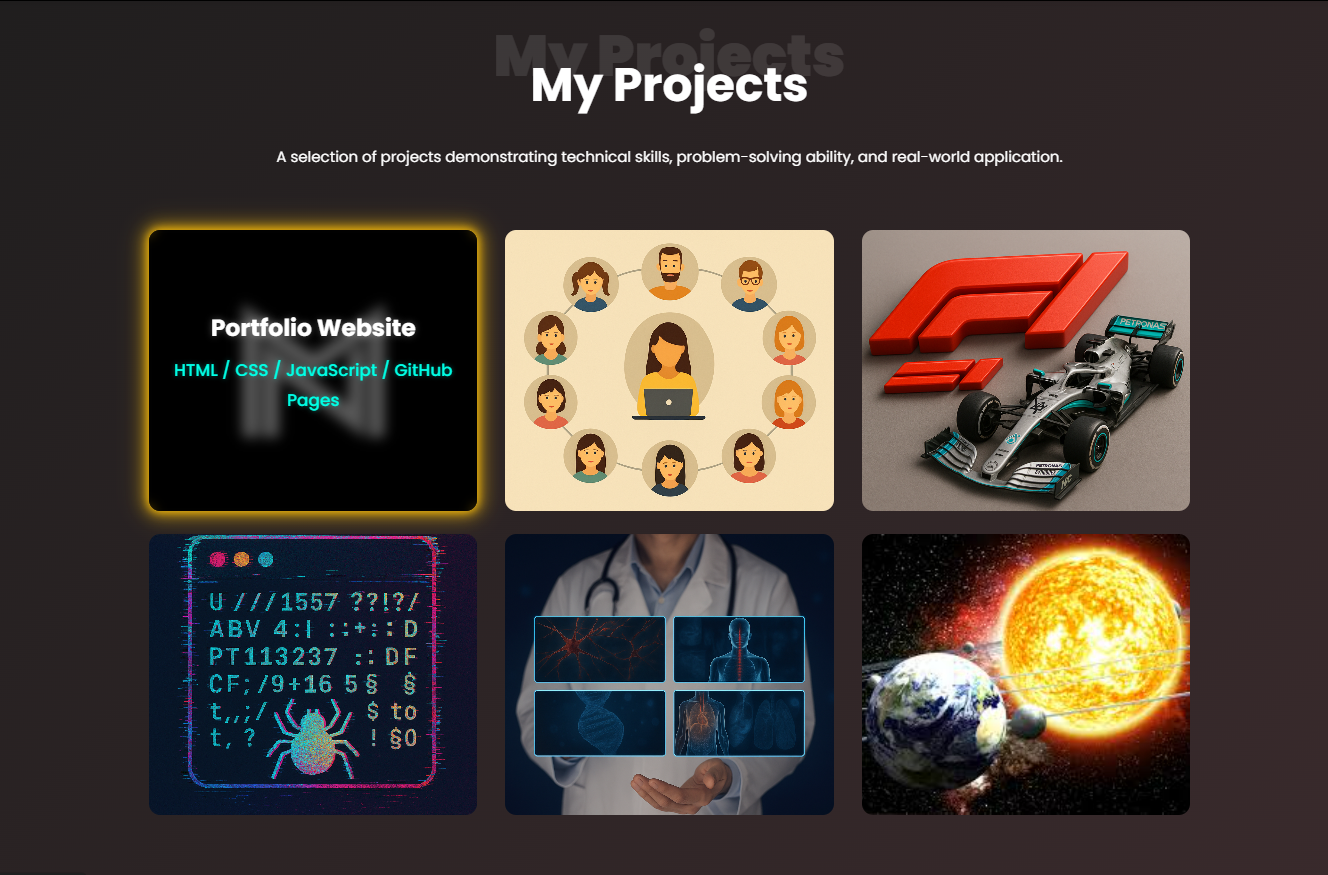 My Projects
My Projects
A selection of projects demonstrating technical skills, problem-solving ability, and real-world application.
Portfolio Website
HTML / CSS / JavaScript / GitHub
Pages
PETRONAS
PETRONAS
U ///1557 ??!?/
ABV 4:| ::+:::D
PT113237 ::DF
CF;/9+16 5§ §
t,,;/ $ to
t, ? ! §0